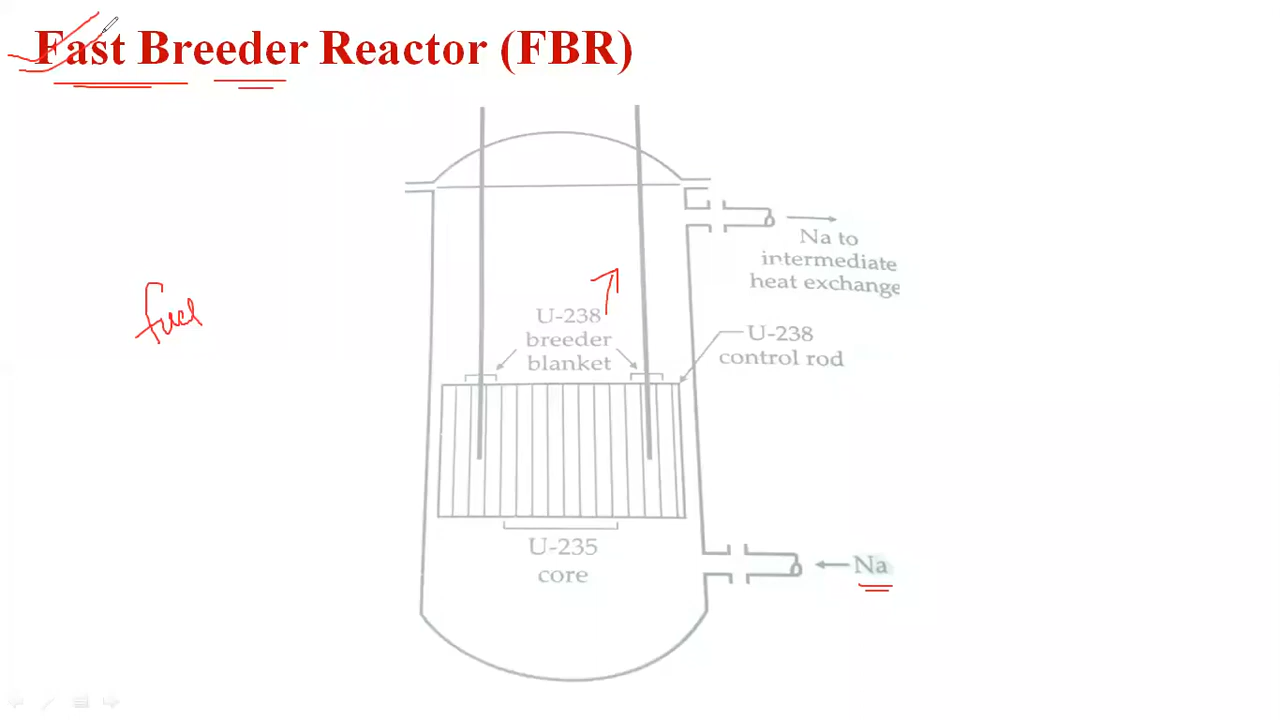 Fast Breeder Reactor (FBR)
Na to
intermediate
heat exchange
U-238
breeder
blanket
U-238
control rod
fuel
U-235
core
Na